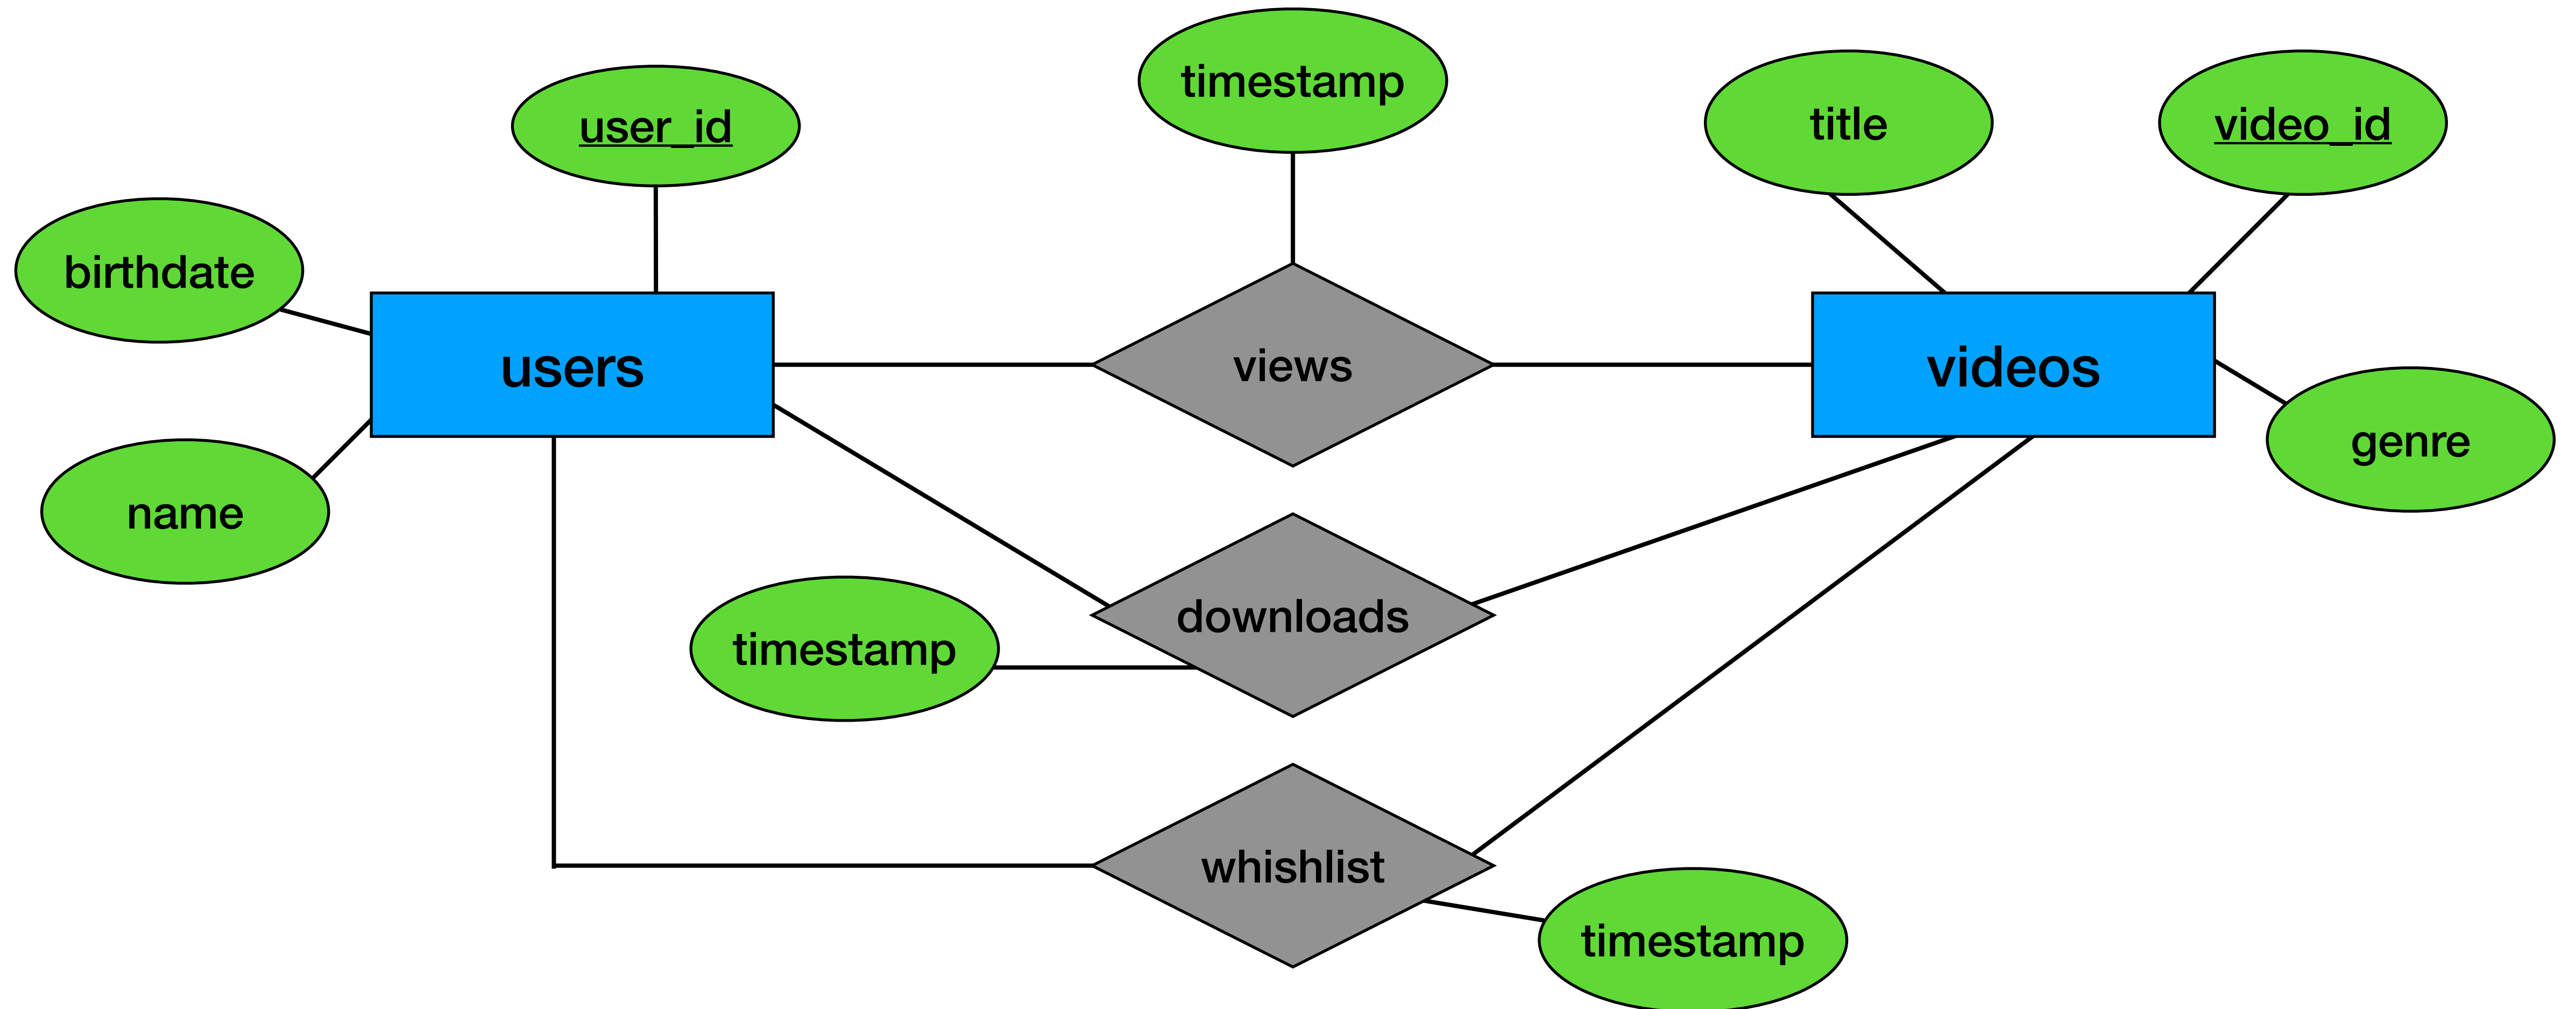 timestamp
title
video_id
user_id
birthdate
users
views
videos
genre
name
downloads
timestamp
whishlist
timestamp